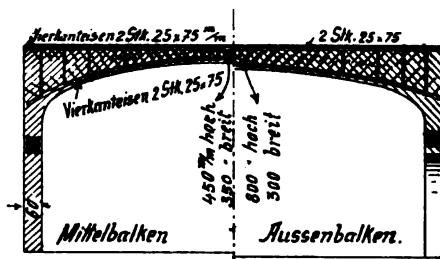 Vierkanteisen 2 Stk. 25 x 75 m/m
2 Stk. 25 x 75
Vierkanteisen 2 Stk. 25 x 75
450 m/m hoch
350 " breit
800 " hoch
300 breit
60
Mittelbalken
Aussenbalken.